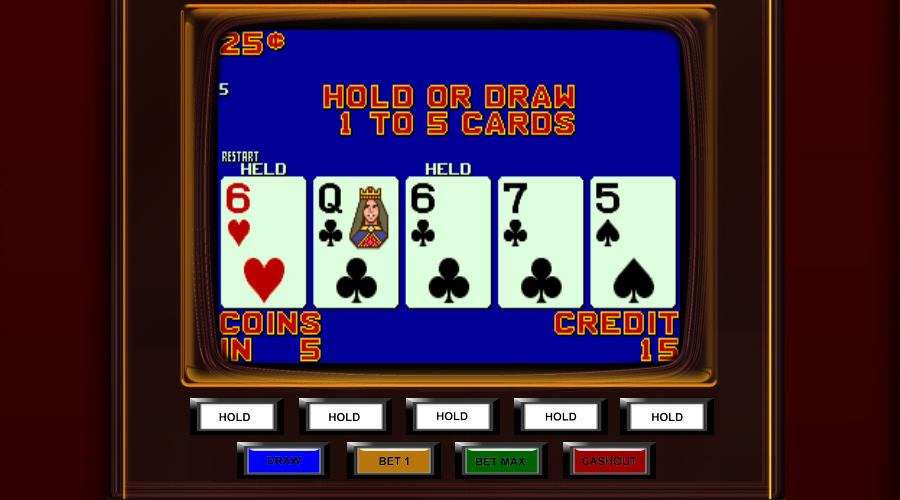 25¢
5
HOLD OR DRAW
1 TO 5 CARDS
RESTART
HELD HELD
6 Q 6 7 5
COINS CREDIT
IN 5 15
HOLD HOLD HOLD HOLD HOLD
DRAW BET 1 BET MAX CASHOUT